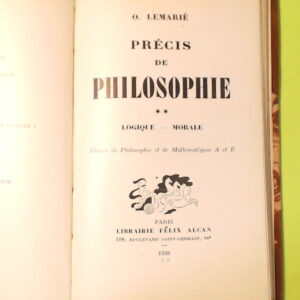 O. LEMARIÉ
PRÉCIS
DE
PHILOSOPHIE
**
LOGIQUE — MORALE
Classes de Philosophie et de Mathématiques A et B
PARIS
LIBRAIRIE FÉLIX ALCAN
108, BOULEVARD SAINT-GERMAIN, VIᵉ
1938